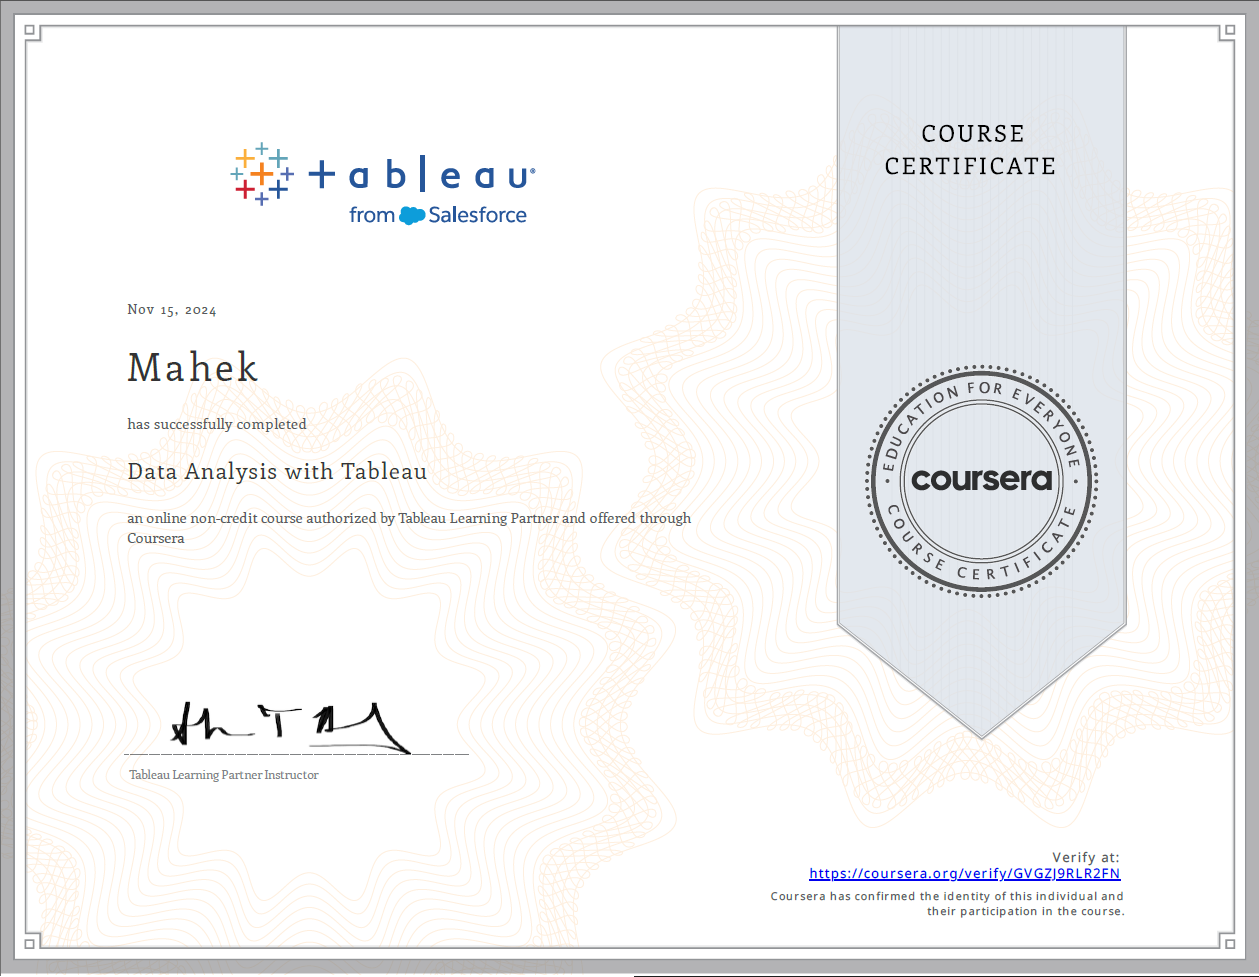 +ableau®
from Salesforce
COURSE
CERTIFICATE
Nov 15, 2024
Mahek
has successfully completed
Data Analysis with Tableau
an online non-credit course authorized by Tableau Learning Partner and offered through
Coursera
EDUCATION FOR EVERYONE
coursera
COURSE CERTIFICATE
Tableau Learning Partner Instructor
Verify at:
https://coursera.org/verify/GVGZJ9RLR2FN
Coursera has confirmed the identity of this individual and
their participation in the course.